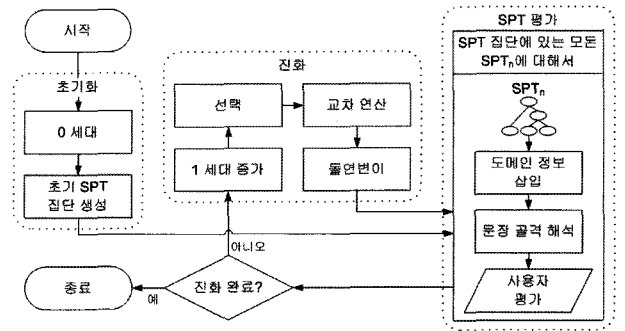 시작
초기화
0 세대
초기 SPT
집단 생성
진화
선택
교차 연산
1 세대 증가
돌연변이
SPT 평가
SPT 집단에 있는 모든
SPTn에 대해서
SPTn
도메인 정보
삽입
문장 골격 해석
사용자
평가
아니오
진화 완료?
예
종료